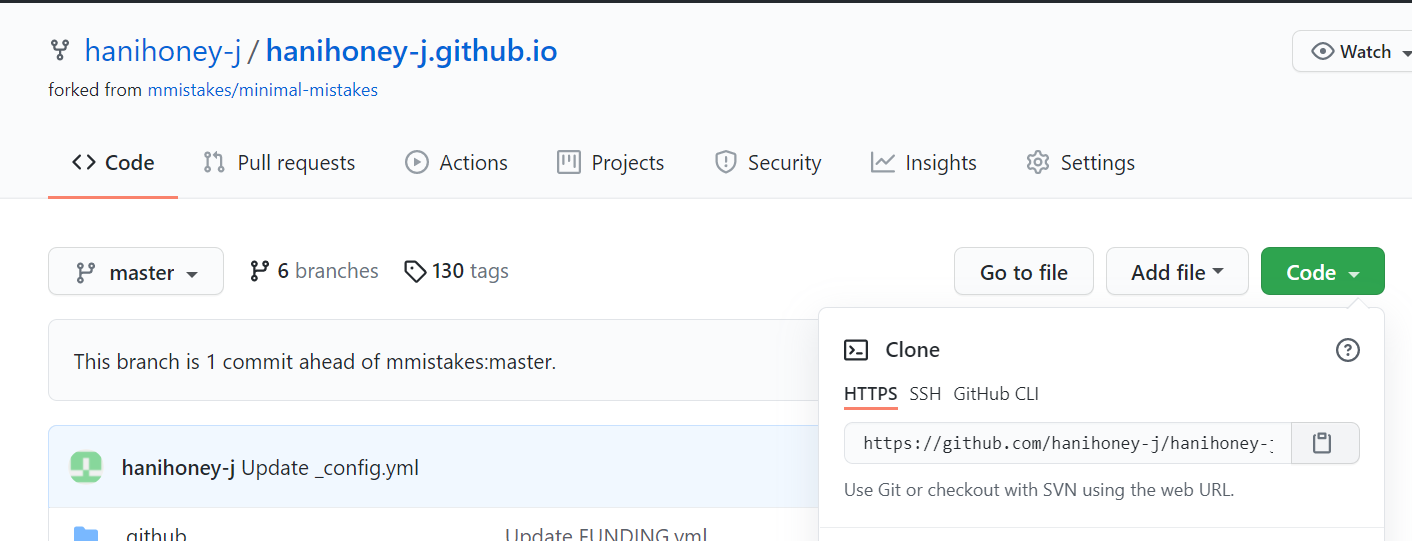 hanihoney-j / hanihoney-j.github.io
Watch
forked from mmistakes/minimal-mistakes
Code Pull requests Actions Projects Security Insights Settings
master 6 branches 130 tags Go to file Add file Code
This branch is 1 commit ahead of mmistakes:master.
Clone
HTTPS SSH GitHub CLI
https://github.com/hanihoney-j/hanihoney-j
Use Git or checkout with SVN using the web URL.
hanihoney-j Update _config.yml
.github Update FUNDING.yml